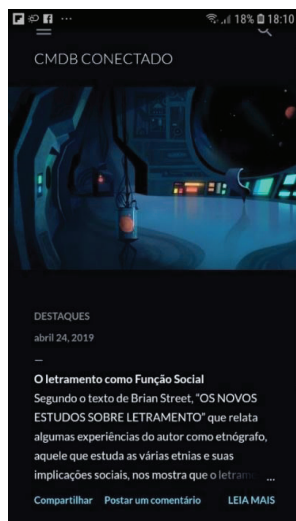 18% 18:10
CMDB CONECTADO
DESTAQUES
abril 24, 2019
—
O letramento como Função Social
Segundo o texto de Brian Street, "OS NOVOS
ESTUDOS SOBRE LETRAMENTO" que relata
algumas experiências do autor como etnógrafo,
aquele que estuda as várias etnias e suas
implicações sociais, nos mostra que o letram ...
Compartilhar Postar um comentário LEIA MAIS